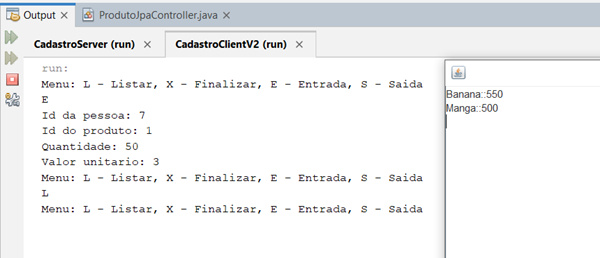 Output ×
ProdutoJpaController.java ×
CadastroServer (run) ×
CadastroClientV2 (run) ×
run:
Menu: L - Listar, X - Finalizar, E - Entrada, S - Saida
E
Id da pessoa: 7
Id do produto: 1
Quantidade: 50
Valor unitario: 3
Menu: L - Listar, X - Finalizar, E - Entrada, S - Saida
L
Menu: L - Listar, X - Finalizar, E - Entrada, S - Saida
Banana::550
Manga::500